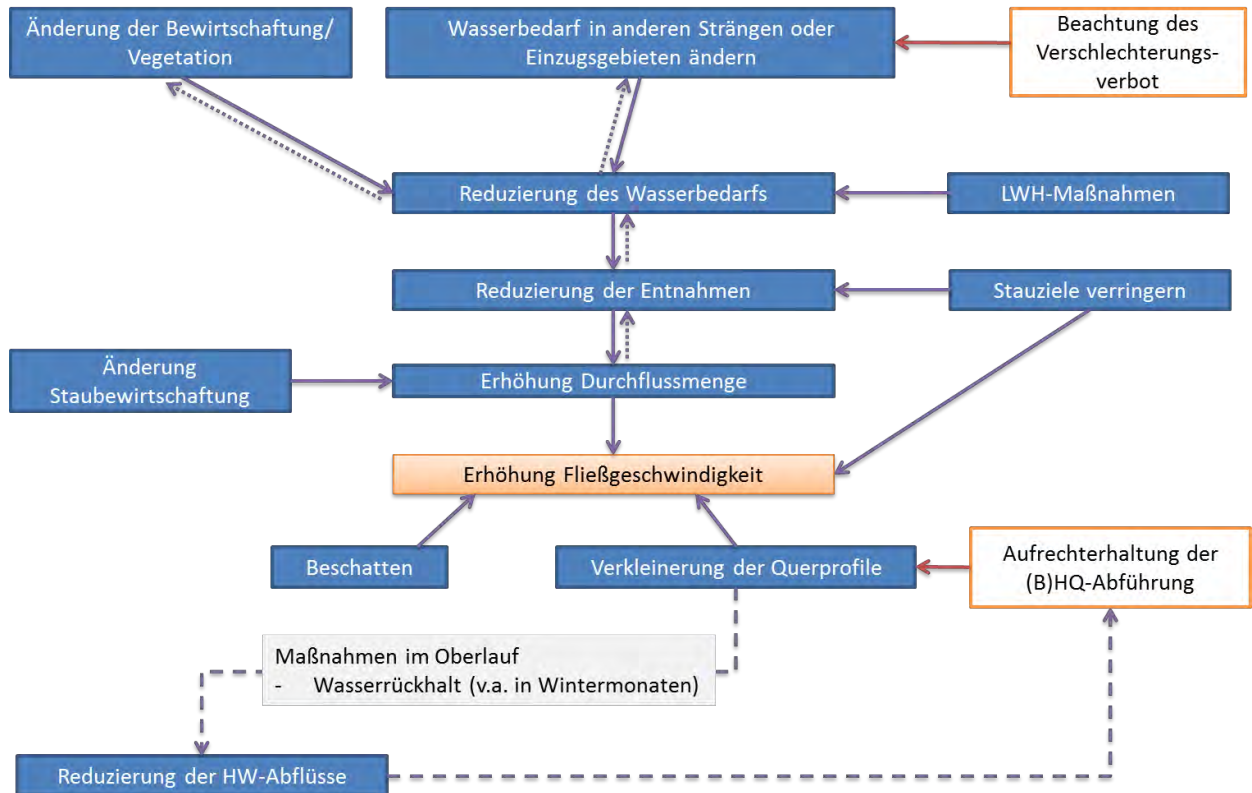 Änderung der Bewirtschaftung/
Vegetation
Wasserbedarf in anderen Strängen oder
Einzugsgebieten ändern
Beachtung des
Verschlechterungs-
verbot
Reduzierung des Wasserbedarfs
LWH-Maßnahmen
Reduzierung der Entnahmen
Stauziele verringern
Änderung
Staubewirtschaftung
Erhöhung Durchflussmenge
Erhöhung Fließgeschwindigkeit
Beschatten
Verkleinerung der Querprofile
Aufrechterhaltung der
(B)HQ-Abführung
Maßnahmen im Oberlauf
- Wasserrückhalt (v.a. in Wintermonaten)
Reduzierung der HW-Abflüsse